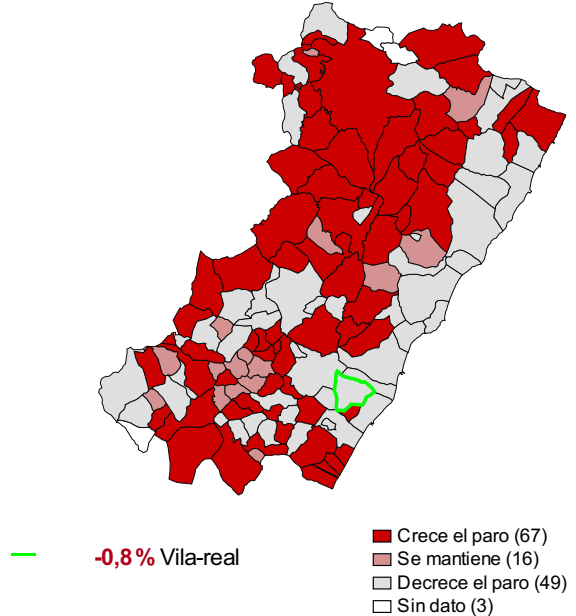 -0,8% Vila-real
Crece el paro (67)
Se mantiene (16)
Decrece el paro (49)
Sin dato (3)